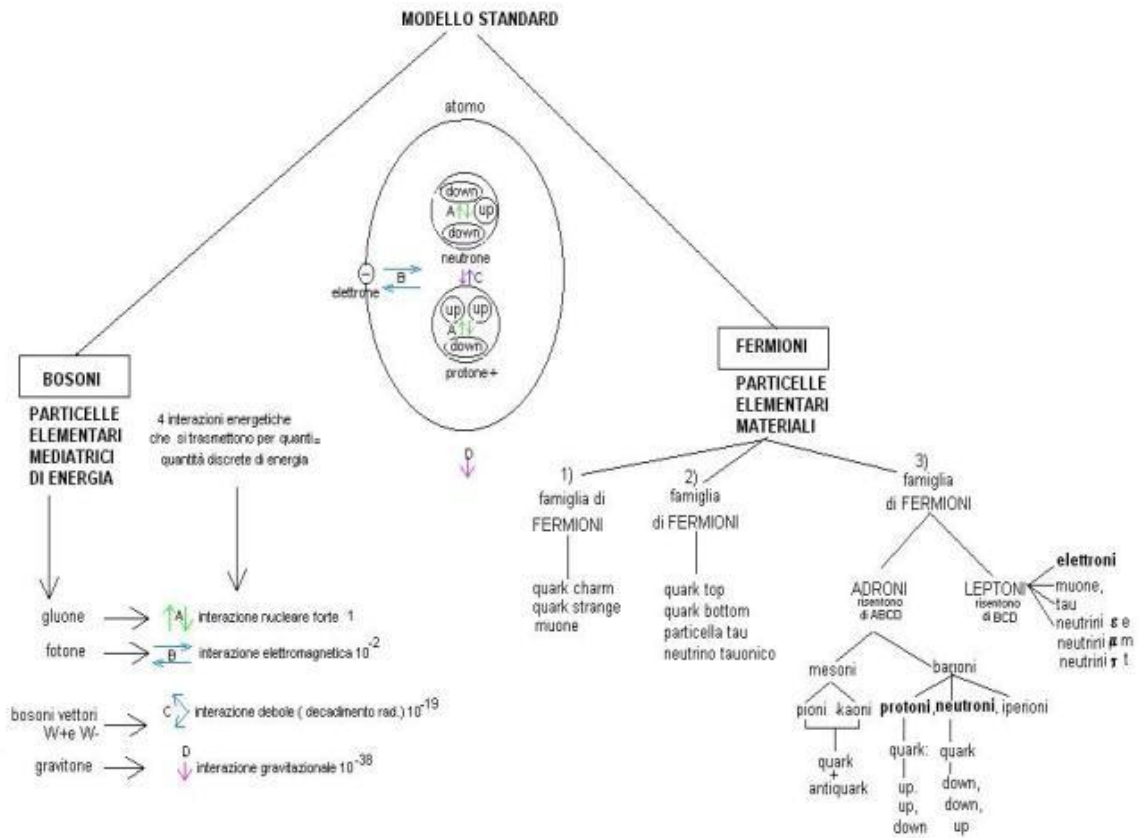 MODELLO STANDARD
atomo
down
A up
down
neutrone
C
B
elettrone
up up
A
down
protone+
D
BOSONI
PARTICELLE
ELEMENTARI
MEDIATRICI
DI ENERGIA
4 interazioni energetiche
che si trasmettono per quanti=
quantità discrete di energia
gluone A interazione nucleare forte 1
fotone B interazione elettromagnetica 10⁻²
bosoni vettori
W+e W-
C interazione debole ( decadimento rad.) 10⁻¹⁹
gravitone
D
interazione gravitazionale 10⁻³⁸
FERMIONI
PARTICELLE
ELEMENTARI
MATERIALI
1)
famiglia di
FERMIONI
quark charm
quark strange
muone
2)
famiglia
di FERMIONI
quark top
quark bottom
particella tau
neutrino tauonico
3)
famiglia
di FERMIONI
ADRONI
risentono
di ABCD
LEPTONI
risentono
di BCD
elettroni
muone,
tau
neutrini ε e
neutrini μ m
neutrini τ t
mesoni
barioni
pioni kaoni
quark
+
antiquark
protoni, neutroni, iperioni
quark:
up.
up,
down
quark
down,
down,
up